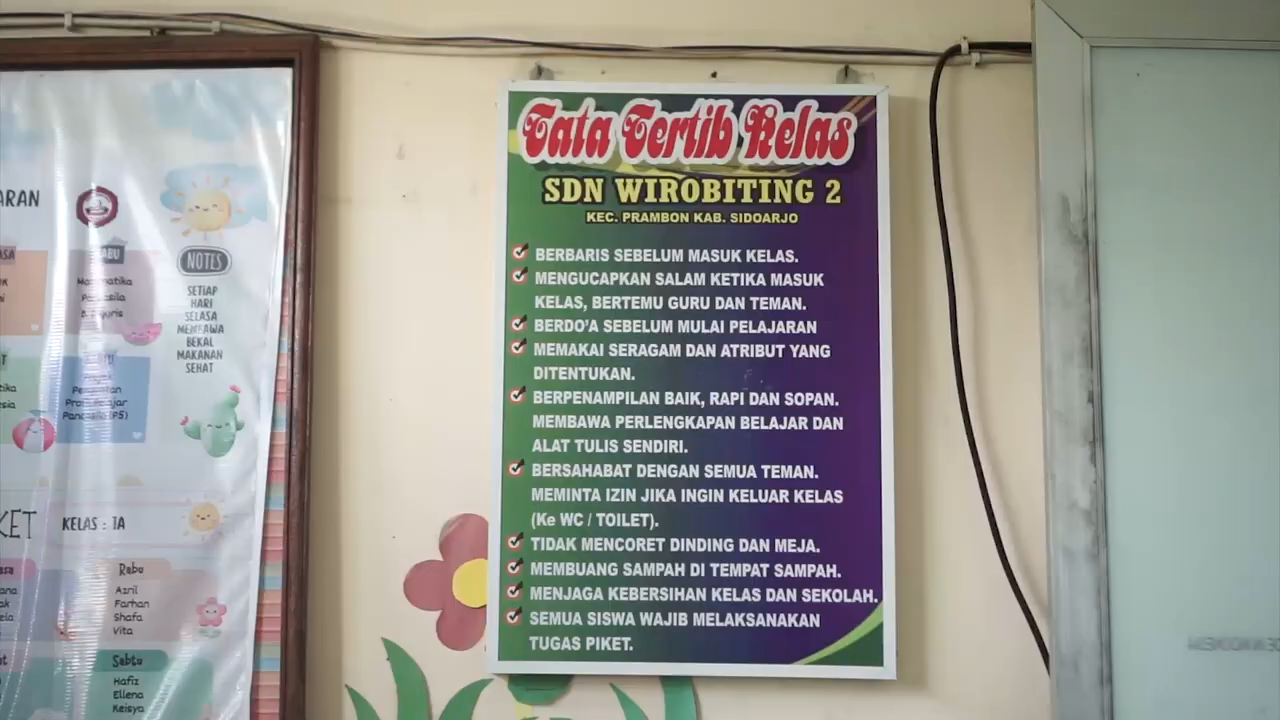 Tata Tertib Kelas
SDN WIROBITING 2
KEC. PRAMBON KAB. SIDOARJO
BERBARIS SEBELUM MASUK KELAS.
MENGUCAPKAN SALAM KETIKA MASUK
KELAS, BERTEMU GURU DAN TEMAN.
BERDO'A SEBELUM MULAI PELAJARAN
MEMAKAI SERAGAM DAN ATRIBUT YANG
DITENTUKAN.
BERPENAMPILAN BAIK, RAPI DAN SOPAN.
MEMBAWA PERLENGKAPAN BELAJAR DAN
ALAT TULIS SENDIRI.
BERSAHABAT DENGAN SEMUA TEMAN.
MEMINTA IZIN JIKA INGIN KELUAR KELAS
(Ke WC / TOILET).
TIDAK MENCORET DINDING DAN MEJA.
MEMBUANG SAMPAH DI TEMPAT SAMPAH.
MENJAGA KEBERSIHAN KELAS DAN SEKOLAH.
SEMUA SISWA WAJIB MELAKSANAKAN
TUGAS PIKET.
NOTES
SETIAP
HARI
SELASA
MEMBAWA
BEKAL
MAKANAN
SEHAT
KELAS : 1A
Rabu
Azril
Farhan
Shafa
Vita
Sabtu
Hafiz
Ellena
Keisya